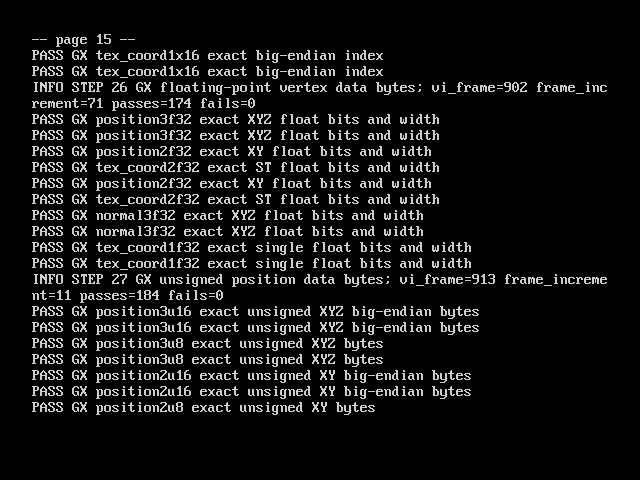 -- page 15 --
PASS GX tex_coord1x16 exact big-endian index
PASS GX tex_coord1x16 exact big-endian index
INFO STEP 26 GX floating-point vertex data bytes; vi_frame=902 frame_inc
rement=71 passes=174 fails=0
PASS GX position3f32 exact XYZ float bits and width
PASS GX position3f32 exact XYZ float bits and width
PASS GX position2f32 exact XY float bits and width
PASS GX tex_coord2f32 exact ST float bits and width
PASS GX position2f32 exact XY float bits and width
PASS GX tex_coord2f32 exact ST float bits and width
PASS GX normal3f32 exact XYZ float bits and width
PASS GX normal3f32 exact XYZ float bits and width
PASS GX tex_coord1f32 exact single float bits and width
PASS GX tex_coord1f32 exact single float bits and width
INFO STEP 27 GX unsigned position data bytes; vi_frame=913 frame_increme
nt=11 passes=184 fails=0
PASS GX position3u16 exact unsigned XYZ big-endian bytes
PASS GX position3u16 exact unsigned XYZ big-endian bytes
PASS GX position3u8 exact unsigned XYZ bytes
PASS GX position3u8 exact unsigned XYZ bytes
PASS GX position2u16 exact unsigned XY big-endian bytes
PASS GX position2u16 exact unsigned XY big-endian bytes
PASS GX position2u8 exact unsigned XY bytes